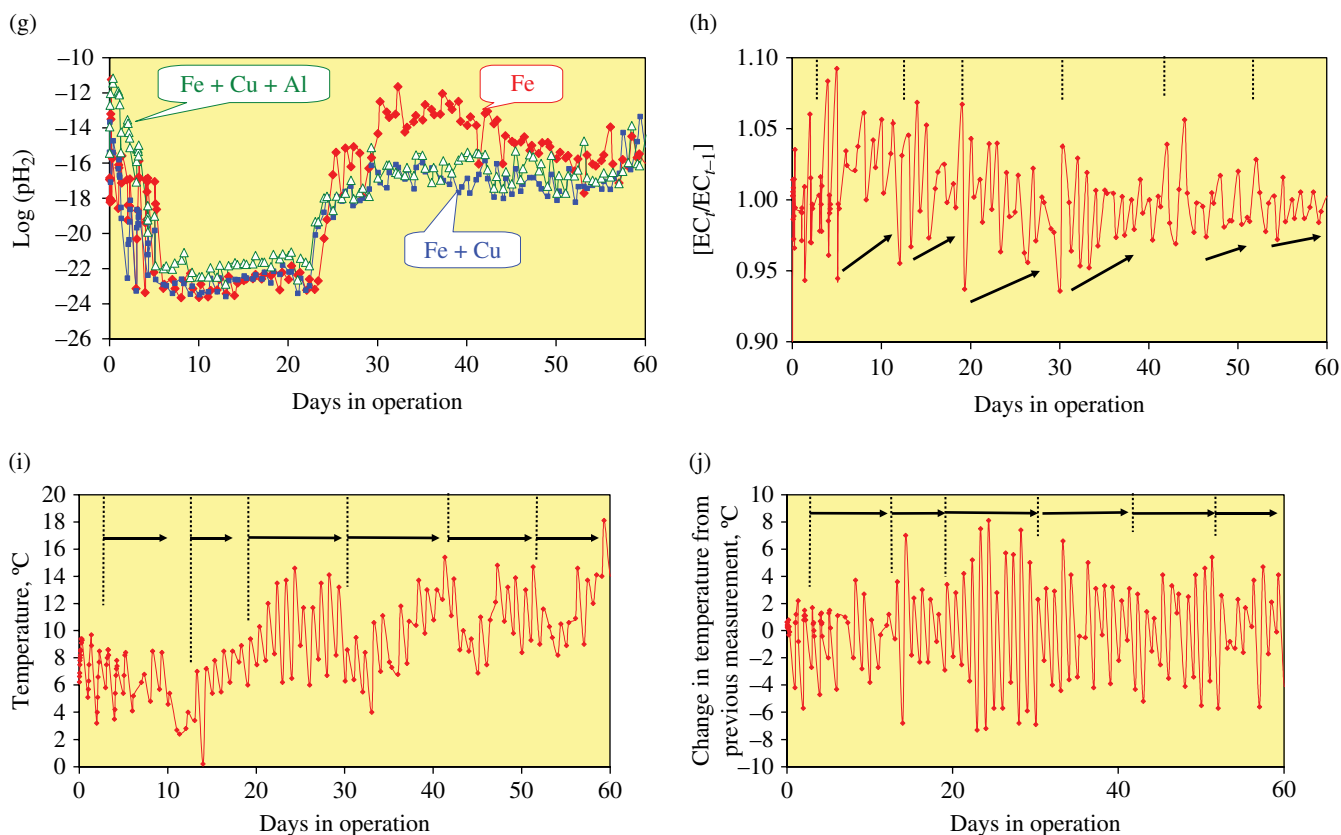 (g)
Log (pH₂)
–10
–12
–14
–16
–18
–20
–22
–24
–26
Fe + Cu + Al
Fe
Fe + Cu
0 10 20 30 40 50 60
Days in operation
(h)
[ECₜ/ECₜ₋₁]
1.10
1.05
1.00
0.95
0.90
0 10 20 30 40 50 60
Days in operation
(i)
Temperature, ºC
20
18
16
14
12
10
8
6
4
2
0
0 10 20 30 40 50 60
Days in operation
(j)
Change in temperature from
previous measurement, ºC
10
8
6
4
2
0
–2
–4
–6
–8
–10
0 20 40 60
Days in operation